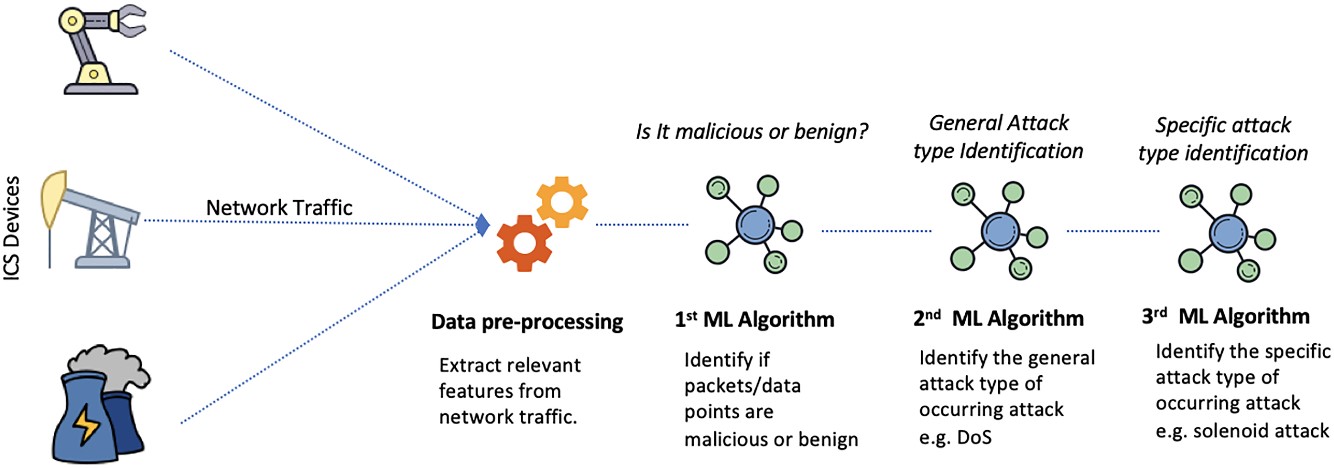 ICS Devices
Network Traffic
Data pre-processing
Extract relevant
features from
network traffic.
Is It malicious or benign?
1st ML Algorithm
Identify if
packets/data
points are
malicious or benign
General Attack
type Identification
2nd ML Algorithm
Identify the general
attack type of
occurring attack
e.g. DoS
Specific attack
type identification
3rd ML Algorithm
Identify the specific
attack type of
occurring attack
e.g. solenoid attack